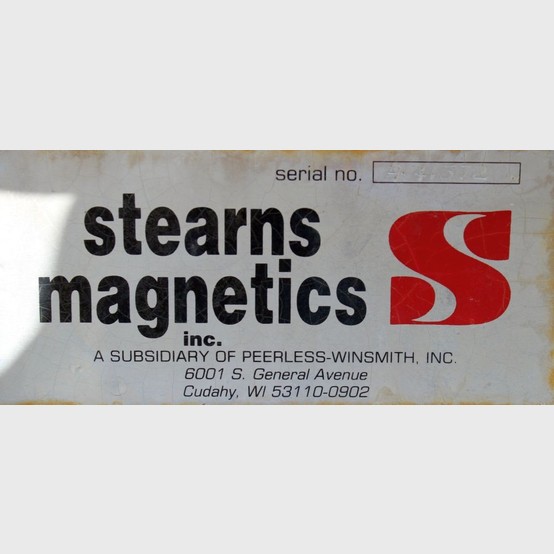 serial no.
stearns
magnetics
inc.
A SUBSIDIARY OF PEERLESS-WINSMITH, INC.
6001 S. General Avenue
Cudahy, WI 53110-0902